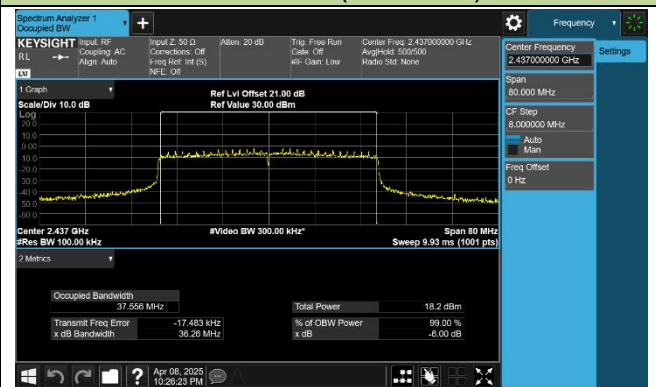 Spectrum Analyzer 1
Occupied BW
Frequency
KEYSIGHT
Input: RF
Coupling: AC
Align: Auto
Input Z: 50 Ω
Corrections: Off
Freq Ref: Int (S)
NFE: Off
Atten: 20 dB
Trig: Free Run
Gate: Off
#IF Gain: Low
Center Freq: 2.437000000 GHz
Avg|Hold: 500/500
Radio Std: None
RL
LXI
Center Frequency
2.437000000 GHz
Settings
Span
80.000 MHz
CF Step
8.000000 MHz
Auto
Man
Freq Offset
0 Hz
1 Graph
Scale/Div 10.0 dB
Ref Lvl Offset 21.00 dB
Ref Value 30.00 dBm
Log
20.0
10.0
0.00
-10.0
-20.0
-30.0
-40.0
-50.0
-60.0
Center 2.437 GHz
#Res BW 100.00 kHz
#Video BW 300.00 kHz*
Span 80 MHz
Sweep 9.93 ms (1001 pts)
2 Metrics
Occupied Bandwidth
37.556 MHz
Total Power 18.2 dBm
Transmit Freq Error -17.483 kHz
% of OBW Power 99.00 %
x dB Bandwidth 36.26 MHz
x dB -6.00 dB
?
Apr 08, 2025
10:26:23 PM